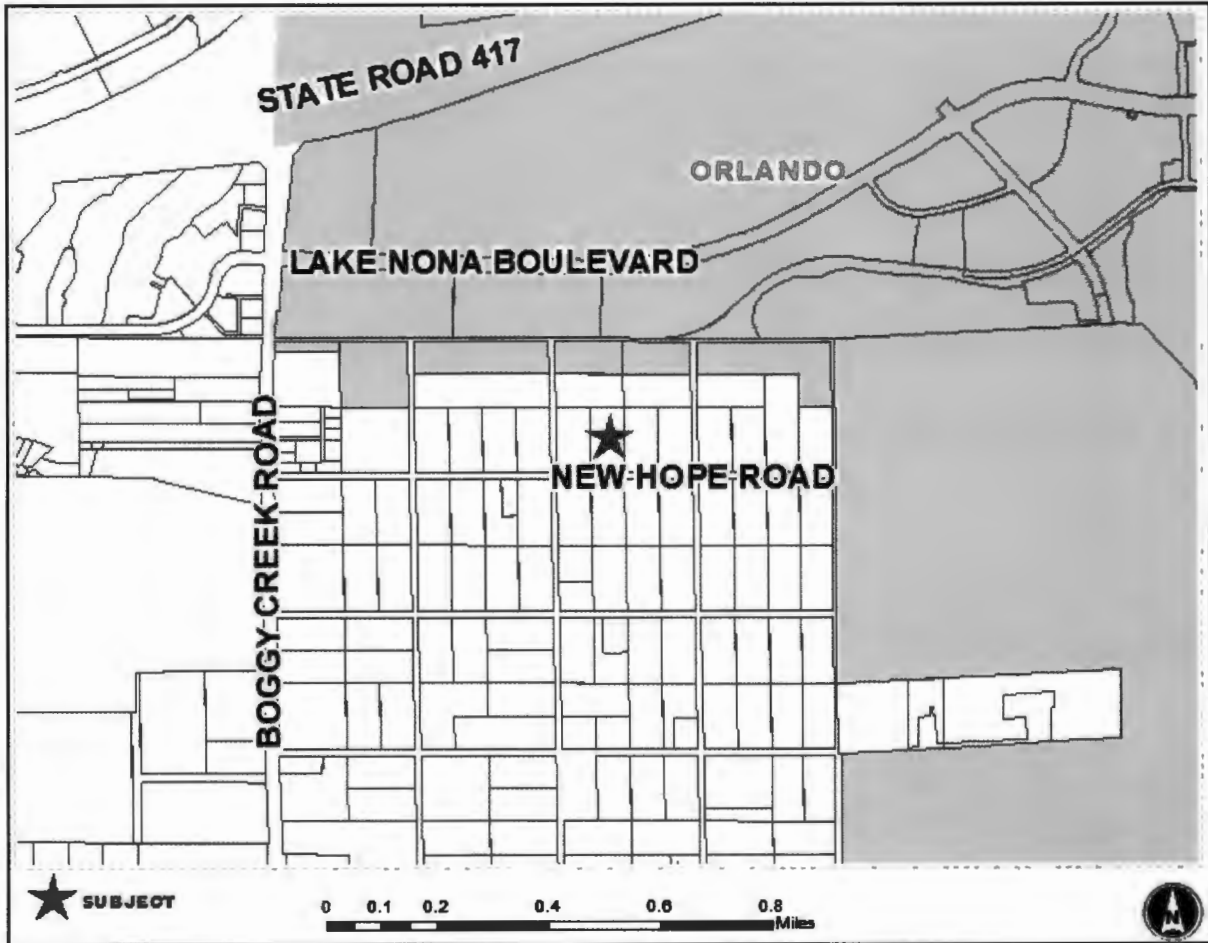 STATE ROAD 417
ORLANDO
LAKE NONA BOULEVARD
BOGGY CREEK ROAD
NEW HOPE ROAD
SUBJECT
0 0.1 0.2 0.4 0.6 0.8
Miles
N